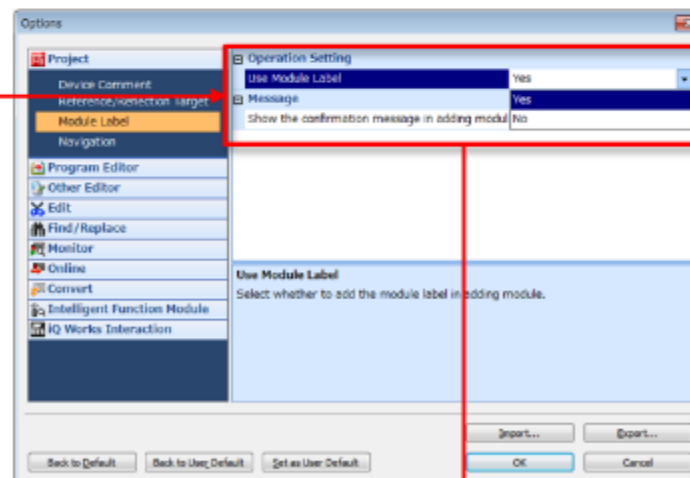 Options
Project
Device Comment
Reference/Reflection Target
Module Label
Navigation
Program Editor
Other Editor
Edit
Find/Replace
Monitor
Online
Convert
Intelligent Function Module
iQ Works Interaction
Operation Setting
Use Module Label Yes
Message Yes
Show the confirmation message in adding modul No
Use Module Label
Select whether to add the module label in adding module.
Import... Export...
Back to Default Back to User Default Set as User Default OK Cancel